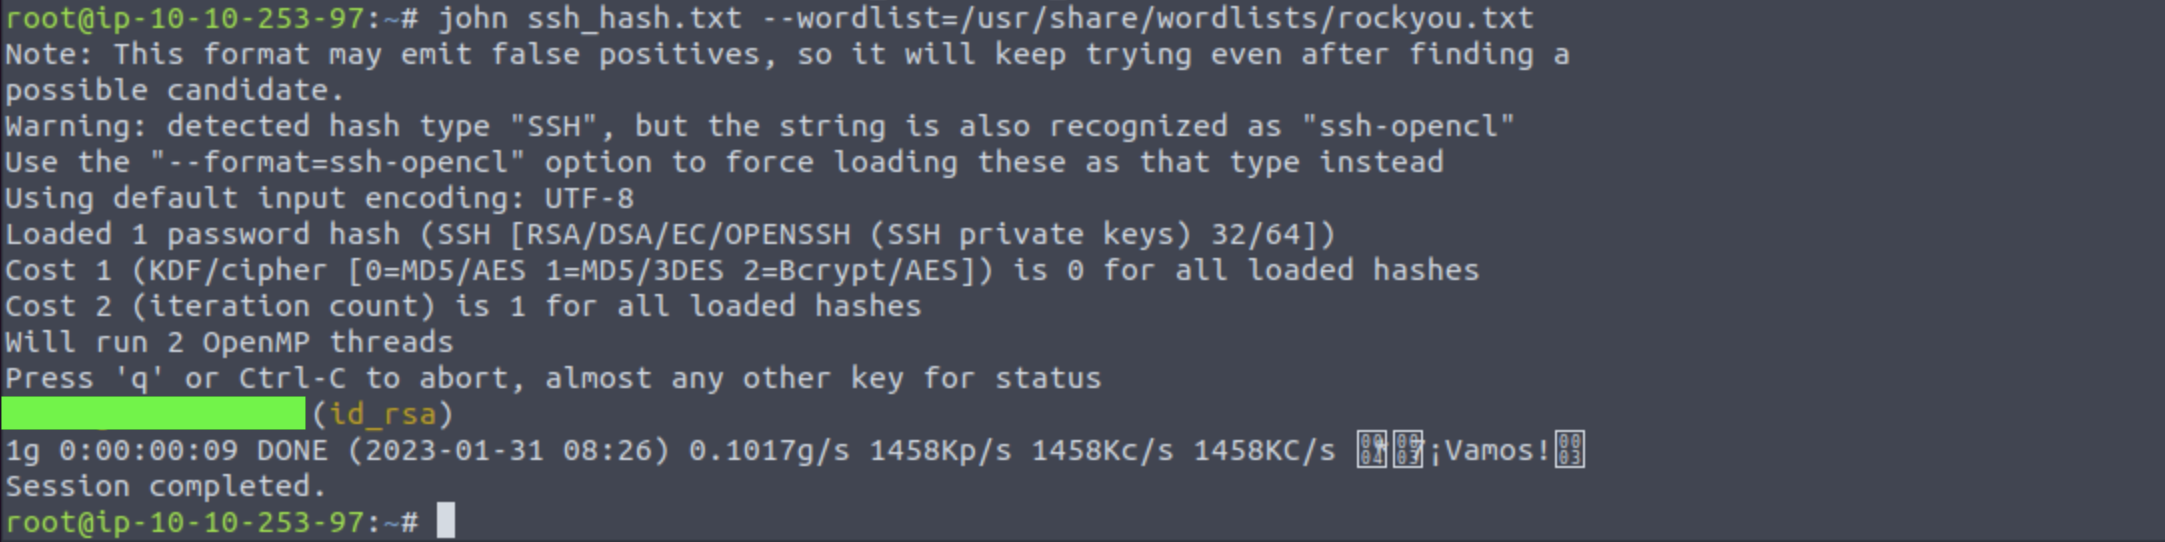 root@ip-10-10-253-97:~# john ssh_hash.txt --wordlist=/usr/share/wordlists/rockyou.txt
Note: This format may emit false positives, so it will keep trying even after finding a
possible candidate.
Warning: detected hash type "SSH", but the string is also recognized as "ssh-opencl"
Use the "--format=ssh-opencl" option to force loading these as that type instead
Using default input encoding: UTF-8
Loaded 1 password hash (SSH [RSA/DSA/EC/OPENSSH (SSH private keys) 32/64])
Cost 1 (KDF/cipher [0=MD5/AES 1=MD5/3DES 2=Bcrypt/AES]) is 0 for all loaded hashes
Cost 2 (iteration count) is 1 for all loaded hashes
Will run 2 OpenMP threads
Press 'q' or Ctrl-C to abort, almost any other key for status
(id_rsa)
1g 0:00:00:09 DONE (2023-01-31 08:26) 0.1017g/s 1458Kp/s 1458Kc/s 1458KC/s ¡Vamos!
Session completed.
root@ip-10-10-253-97:~#